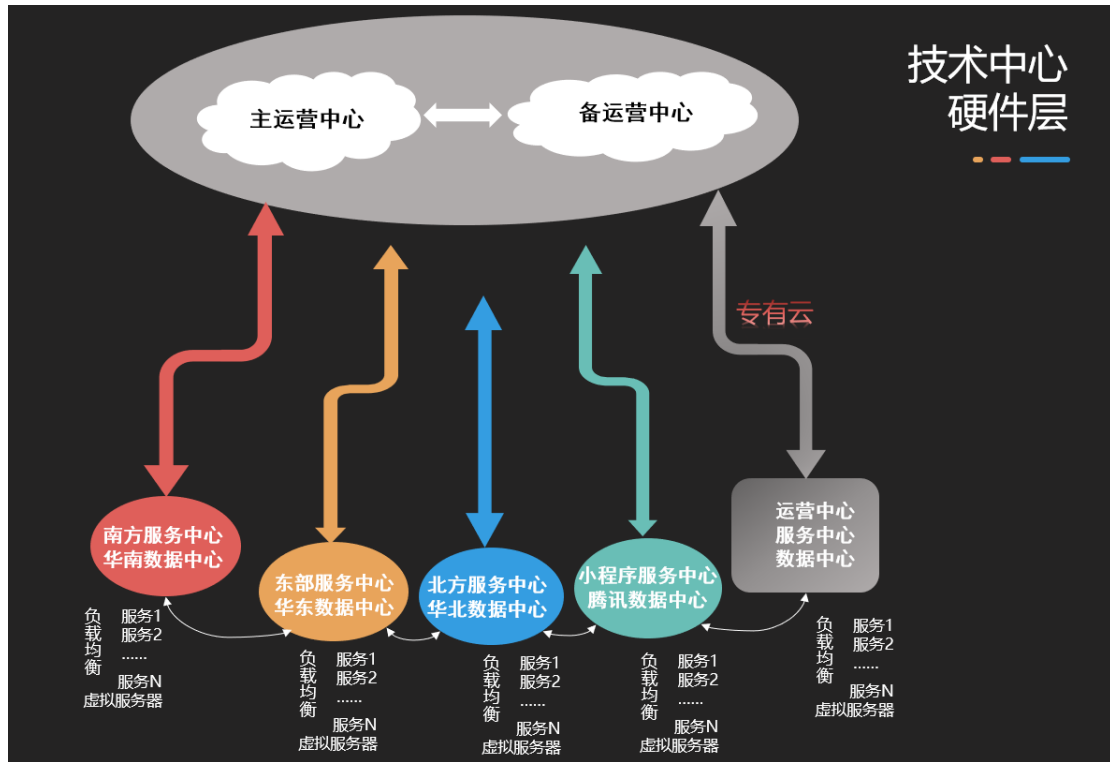 技术中心
硬件层
主运营中心
备运营中心
专有云
南方服务中心
华南数据中心
东部服务中心
华东数据中心
北方服务中心
华北数据中心
小程序服务中心
腾讯数据中心
运营中心
服务中心
数据中心
负载均衡
服务1
服务2
......
服务N
虚拟服务器
负载均衡
服务1
服务2
......
服务N
虚拟服务器
负载均衡
服务1
服务2
......
服务N
虚拟服务器
负载均衡
服务1
服务2
......
服务N
虚拟服务器
负载均衡
服务1
服务2
......
服务N
虚拟服务器